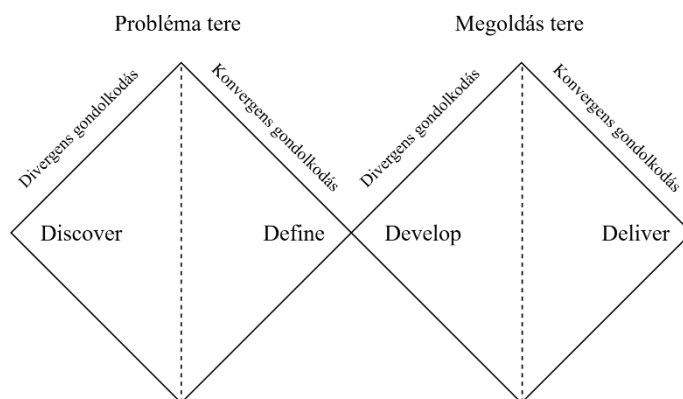 Probléma tere
Megoldás tere
Divergens gondolkodás
Konvergens gondolkodás
Divergens gondolkodás
Konvergens gondolkodás
Discover
Define
Develop
Deliver